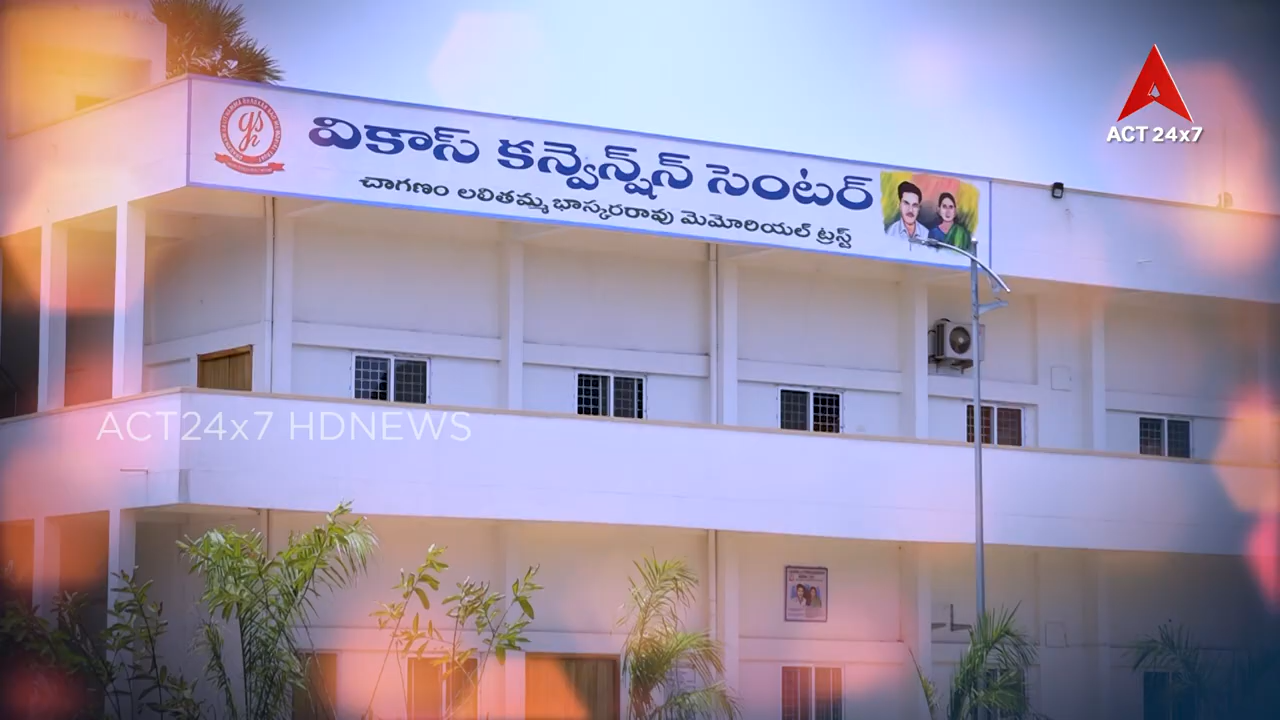 వికాస్ కన్వెన్షన్ సెంటర్
చాగణం లలితమ్మ భాస్కరరావు మెమోరియల్ ట్రస్ట్
ACT 24x7
ACT24x7 HDNEWS